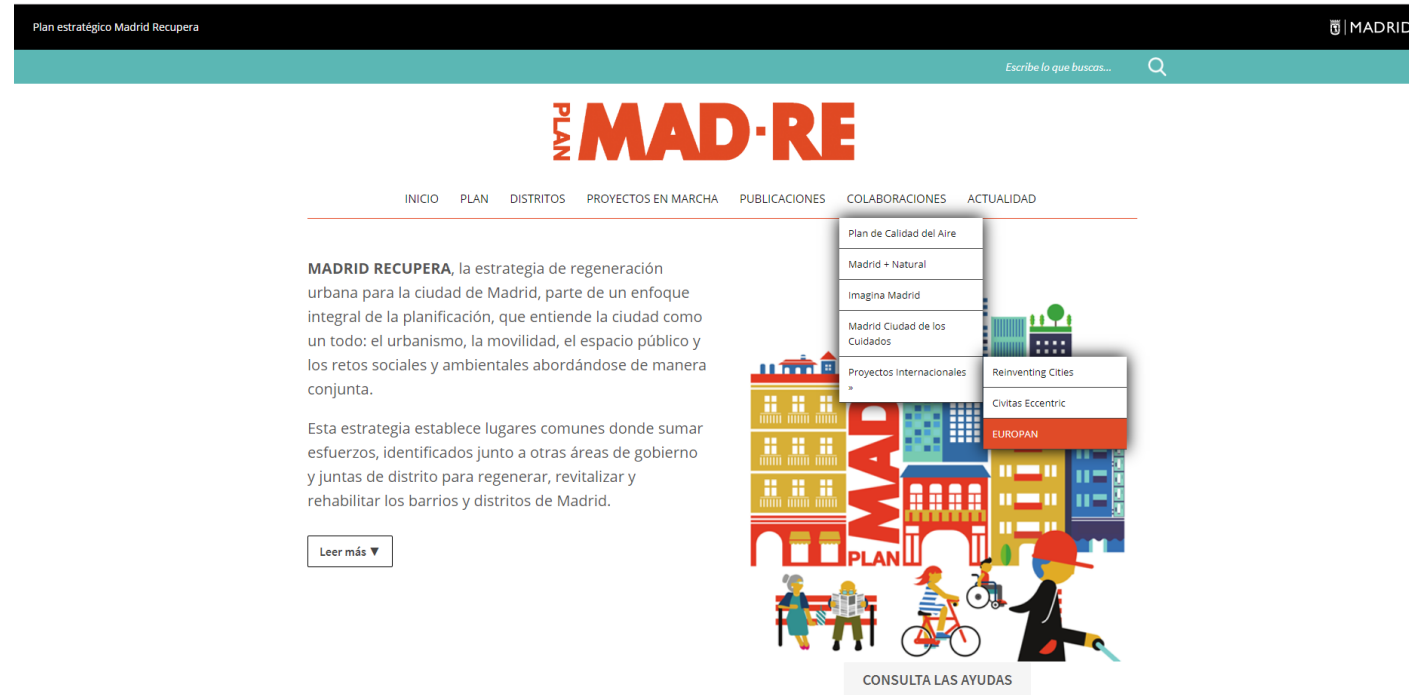 Plan estratégico Madrid Recupera
MADRID
Escribe lo que buscas...
PLAN MAD·RE
INICIO PLAN DISTRITOS PROYECTOS EN MARCHA PUBLICACIONES COLABORACIONES ACTUALIDAD
Plan de Calidad del Aire
Madrid + Natural
Imagina Madrid
Madrid Ciudad de los
Cuidados
Proyectos Internacionales
»
Reinventing Cities
Civitas Eccentric
EUROPAN
MADRID RECUPERA, la estrategia de regeneración
urbana para la ciudad de Madrid, parte de un enfoque
integral de la planificación, que entiende la ciudad como
un todo: el urbanismo, la movilidad, el espacio público y
los retos sociales y ambientales abordándose de manera
conjunta.
Esta estrategia establece lugares comunes donde sumar
esfuerzos, identificados junto a otras áreas de gobierno
y juntas de distrito para regenerar, revitalizar y
rehabilitar los barrios y distritos de Madrid.
Leer más ▼
MAD
PLAN
CONSULTA LAS AYUDAS